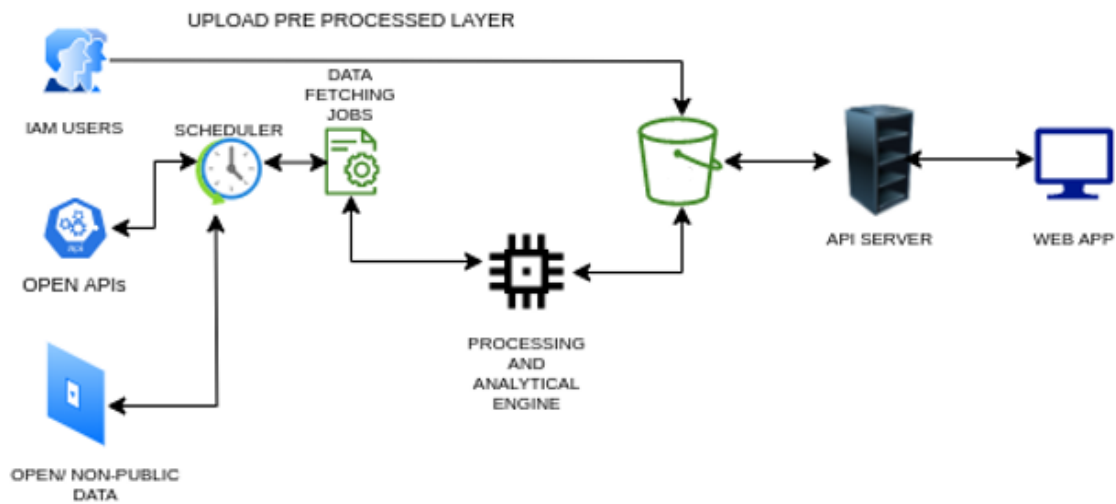 UPLOAD PRE PROCESSED LAYER
DATA
FETCHING
JOBS
IAM USERS
SCHEDULER
OPEN APIs
API SERVER
WEB APP
PROCESSING
AND
ANALYTICAL
ENGINE
OPEN/ NON-PUBLIC
DATA